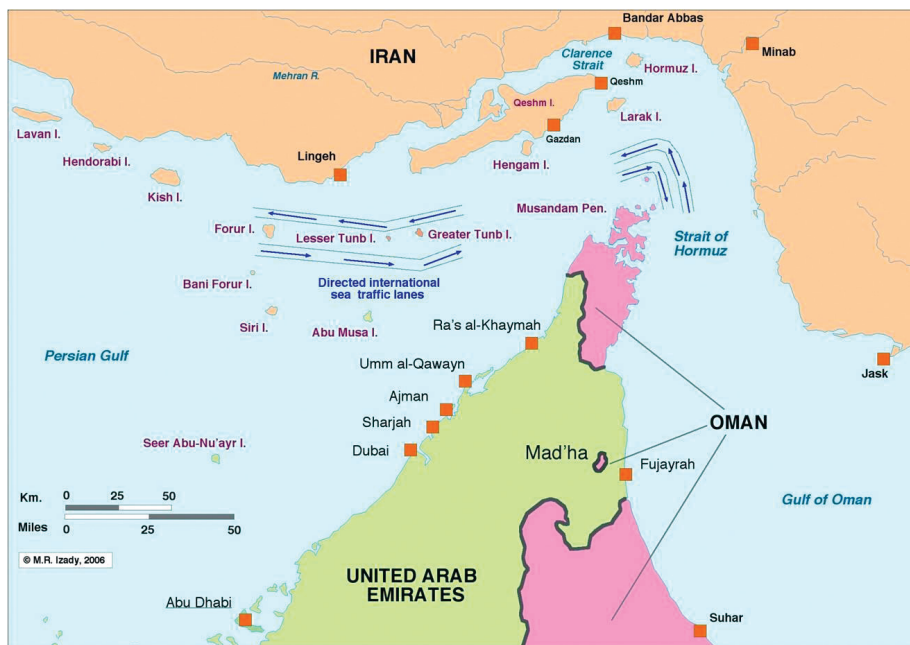 Bandar Abbas
IRAN
Clarence
Strait
Minab
Hormuz I.
Mehran R.
Qeshm
Qeshm I.
Lavan I.
Larak I.
Gazdan
Hendorabi I.
Lingeh
Hengam I.
Kish I.
Musandam Pen.
Forur I.
Lesser Tunb I.
Greater Tunb I.
Strait of
Hormuz
Bani Forur I.
Directed international
sea traffic lanes
Siri I.
Abu Musa I.
Ra's al-Khaymah
Persian Gulf
Umm al-Qawayn
Jask
Ajman
Sharjah
OMAN
Seer Abu-Nu'ayr I.
Dubai
Mad'ha
Fujayrah
Km. 0 25 50
Miles 0 25 50
Gulf of Oman
© M.R. Izady, 2006
UNITED ARAB
EMIRATES
Abu Dhabi
Suhar